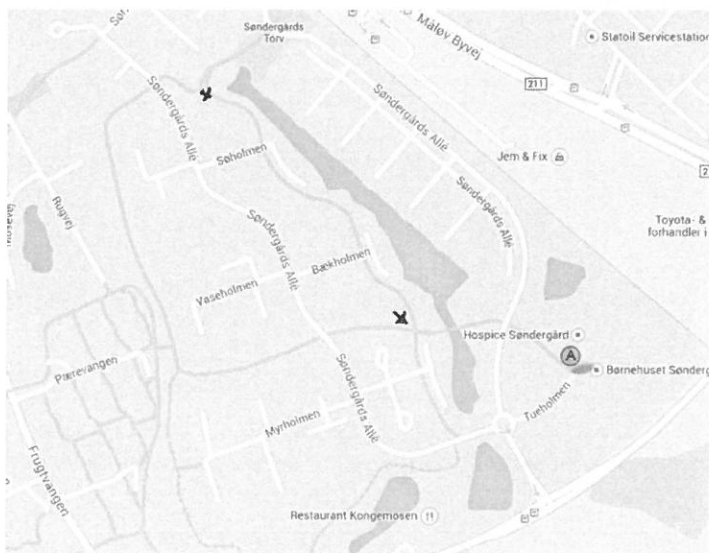 Søndergårds
Torv
Måløv Byvej
Statoil Servicestation
211
Søndergårds Allé
Søndergårds Allé
Jem & Fix
Søholmen
Søndergårds Allé
Rugvej
Mosevej
Søndergårds Allé
Toyota- &
forhandler i
Bækholmen
Vaseholmen
Hospice Søndergård
A
Børnehuset Sønderg
Pærevangen
Søndergårds Allé
Tueholmen
Myrholmen
Frugtvangen
Restaurant Kongemosen